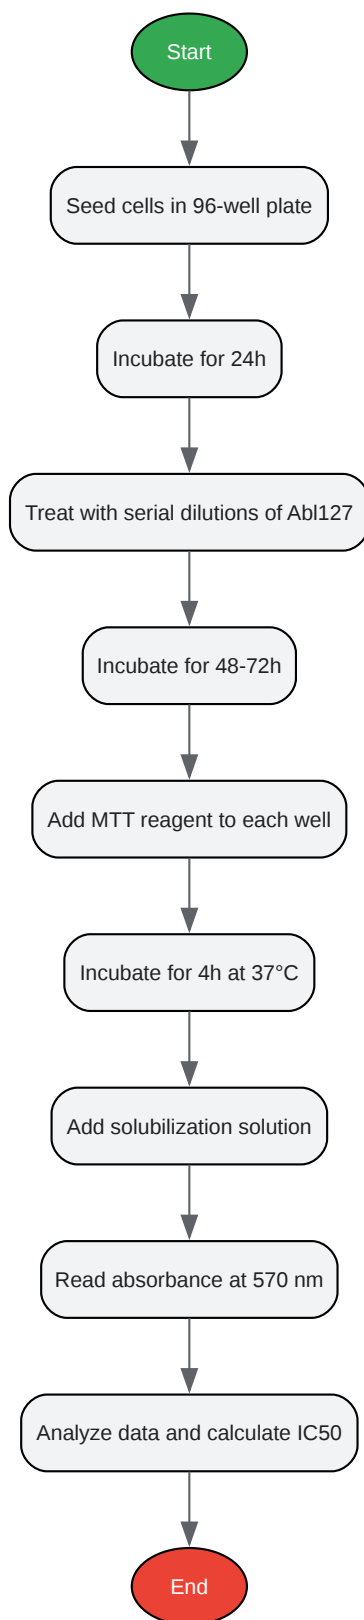 Start
Seed cells in 96-well plate
Incubate for 24h
Treat with serial dilutions of Abl127
Incubate for 48-72h
Add MTT reagent to each well
Incubate for 4h at 37°C
Add solubilization solution
Read absorbance at 570 nm
Analyze data and calculate IC50
End